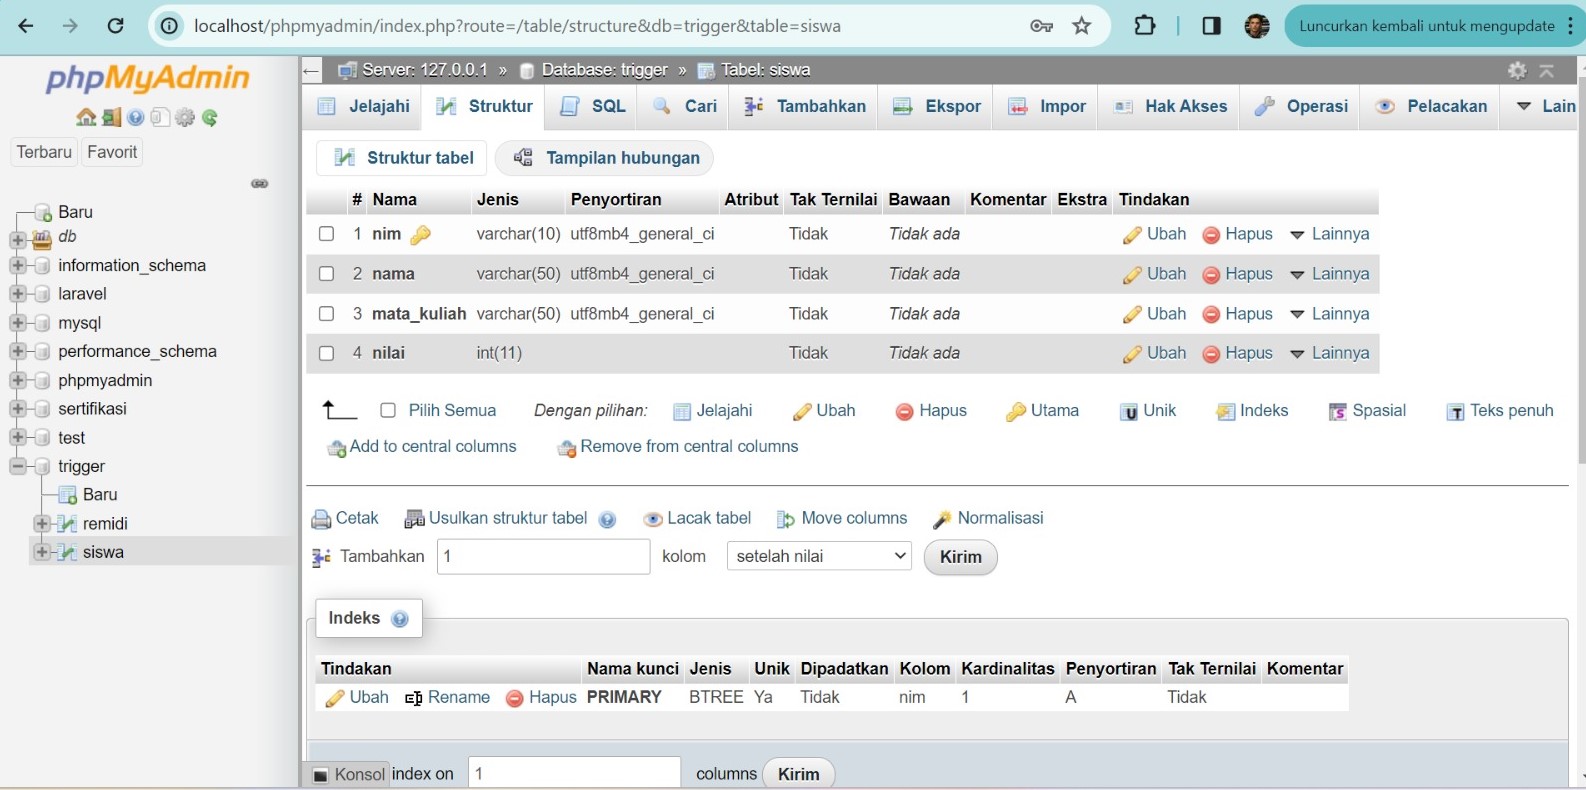 localhost/phpmyadmin/index.php?route=/table/structure&db=trigger&table=siswa
Luncurkan kembali untuk mengupdate
phpMyAdmin
Terbaru Favorit
Baru
db
information_schema
laravel
mysql
performance_schema
phpmyadmin
sertifikasi
test
trigger
Baru
remidi
siswa
Server: 127.0.0.1 » Database: trigger » Tabel: siswa
Jelajahi Struktur SQL Cari Tambahkan Ekspor Impor Hak Akses Operasi Pelacakan Lain
Struktur tabel Tampilan hubungan
# Nama Jenis Penyortiran Atribut Tak Ternilai Bawaan Komentar Ekstra Tindakan
1 nim varchar(10) utf8mb4_general_ci Tidak Tidak ada Ubah Hapus Lainnya
2 nama varchar(50) utf8mb4_general_ci Tidak Tidak ada Ubah Hapus Lainnya
3 mata_kuliah varchar(50) utf8mb4_general_ci Tidak Tidak ada Ubah Hapus Lainnya
4 nilai int(11) Tidak Tidak ada Ubah Hapus Lainnya
Pilih Semua Dengan pilihan: Jelajahi Ubah Hapus Utama Unik Indeks Spasial Teks penuh
Add to central columns Remove from central columns
Cetak Usulkan struktur tabel Lacak tabel Move columns Normalisasi
Tambahkan 1 kolom setelah nilai Kirim
Indeks
Tindakan Nama kunci Jenis Unik Dipadatkan Kolom Kardinalitas Penyortiran Tak Ternilai Komentar
Ubah Rename Hapus PRIMARY BTREE Ya Tidak nim 1 A Tidak
Konsol index on 1 columns Kirim